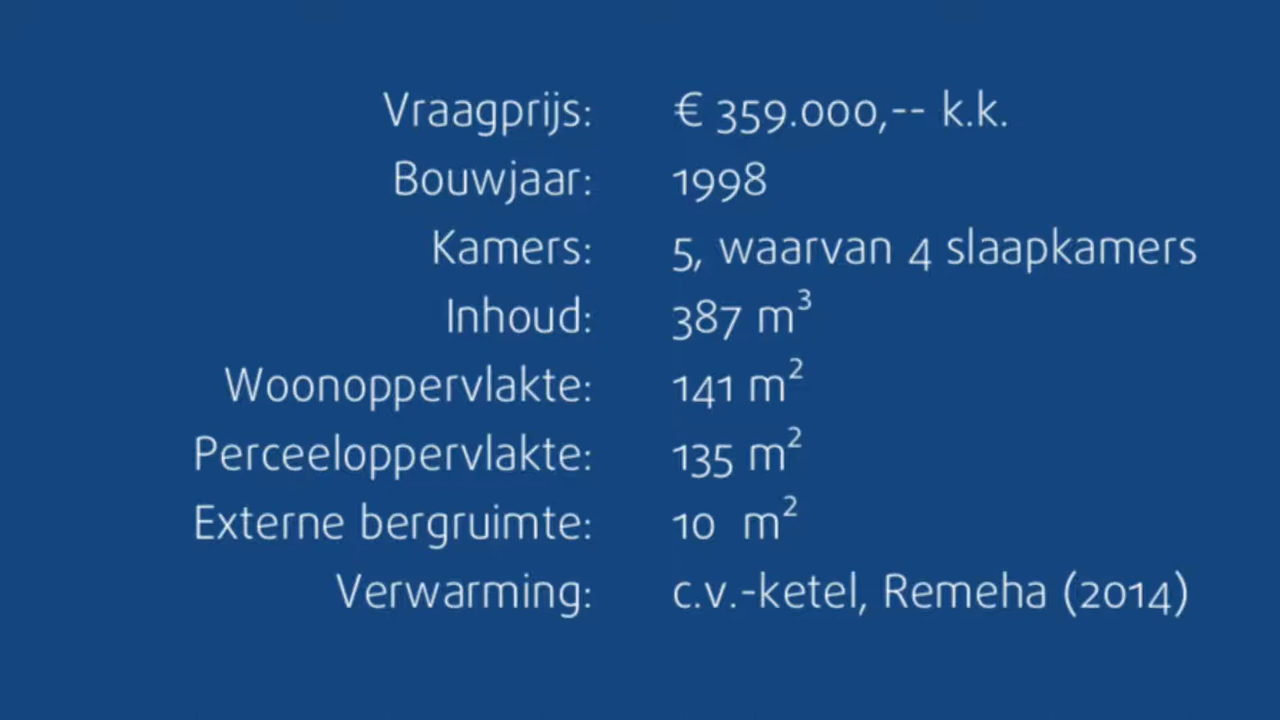 Vraagprijs: € 359.000,-- k.k.
Bouwjaar: 1998
Kamers: 5, waarvan 4 slaapkamers
Inhoud: 387 m³
Woonoppervlakte: 141 m²
Perceeloppervlakte: 135 m²
Externe bergruimte: 10 m²
Verwarming: c.v.-ketel, Remeha (2014)